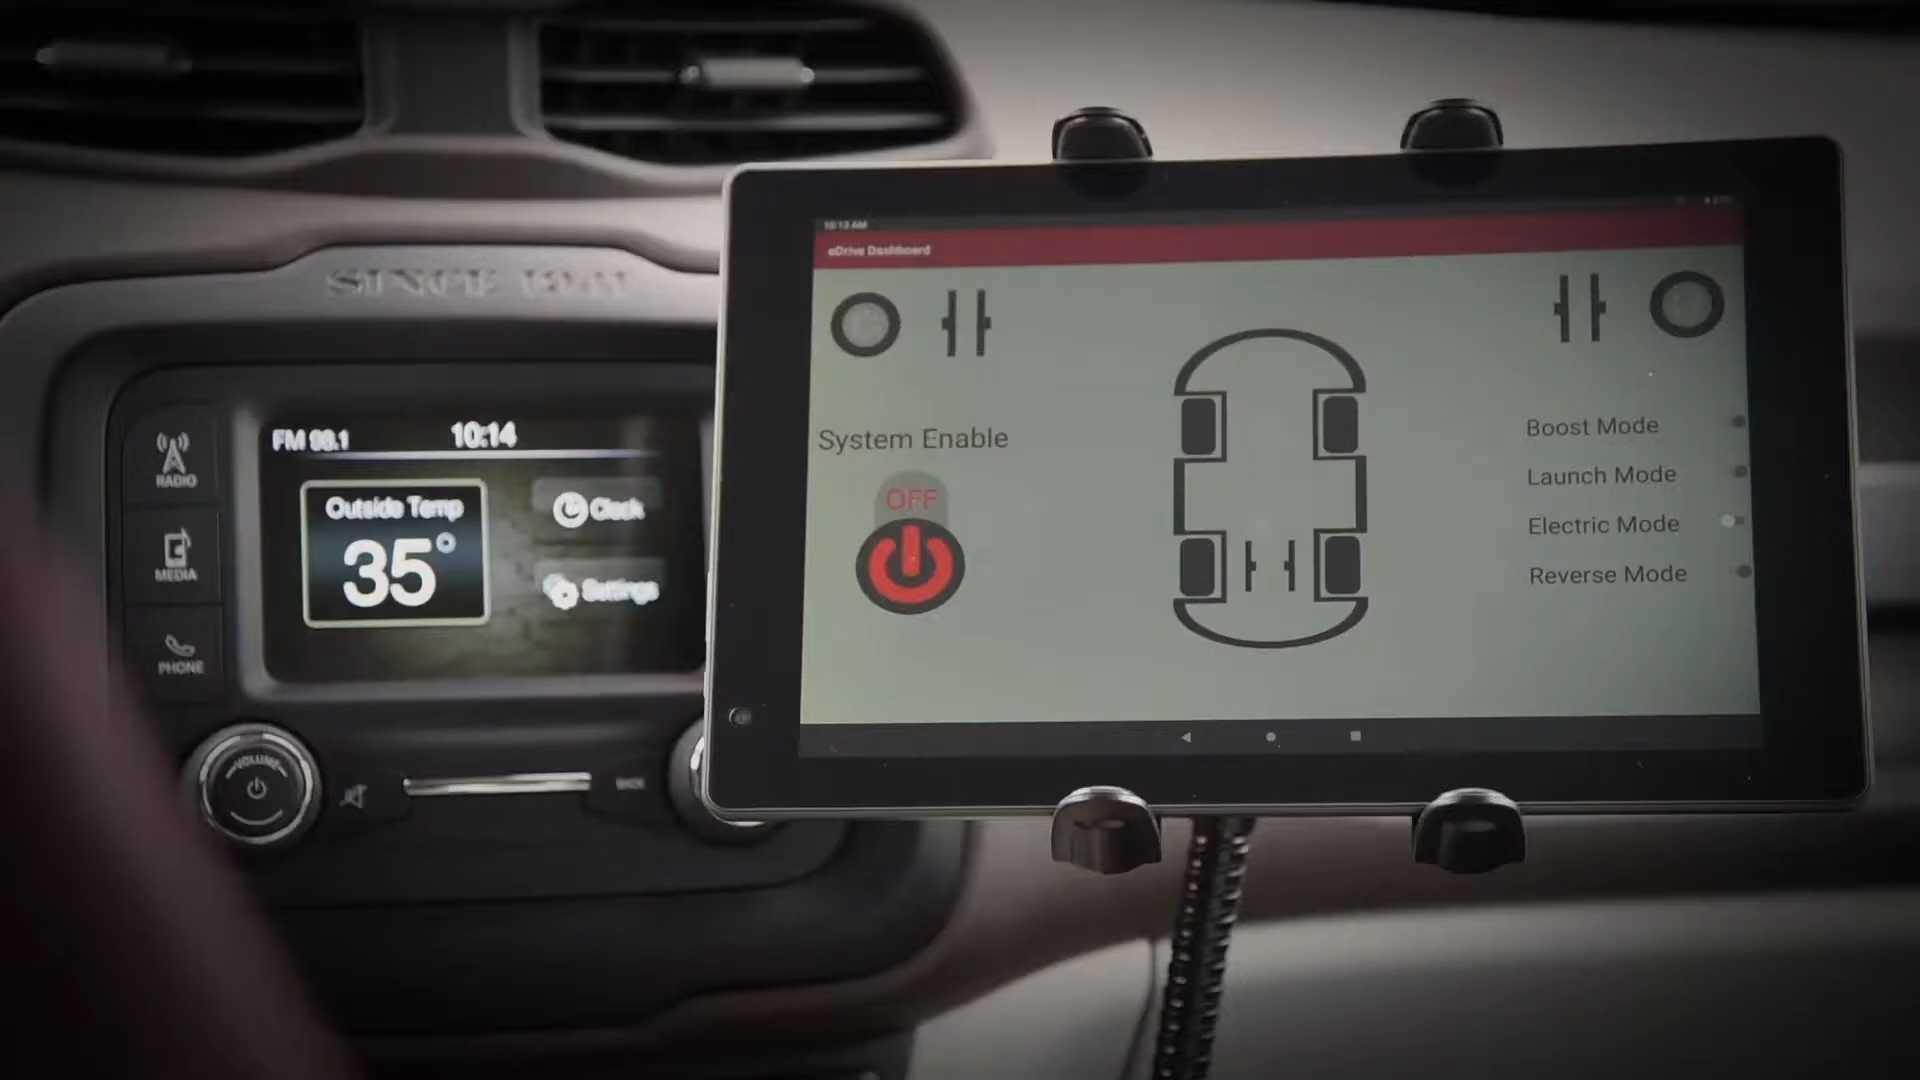 SINCE 1941
FM 98.1
10:14
Outside Temp
35°
Clock
Settings
RADIO
MEDIA
PHONE
VOLUME
BACK
10:13 AM
eDrive Dashboard
System Enable
OFF
Boost Mode
Launch Mode
Electric Mode
Reverse Mode